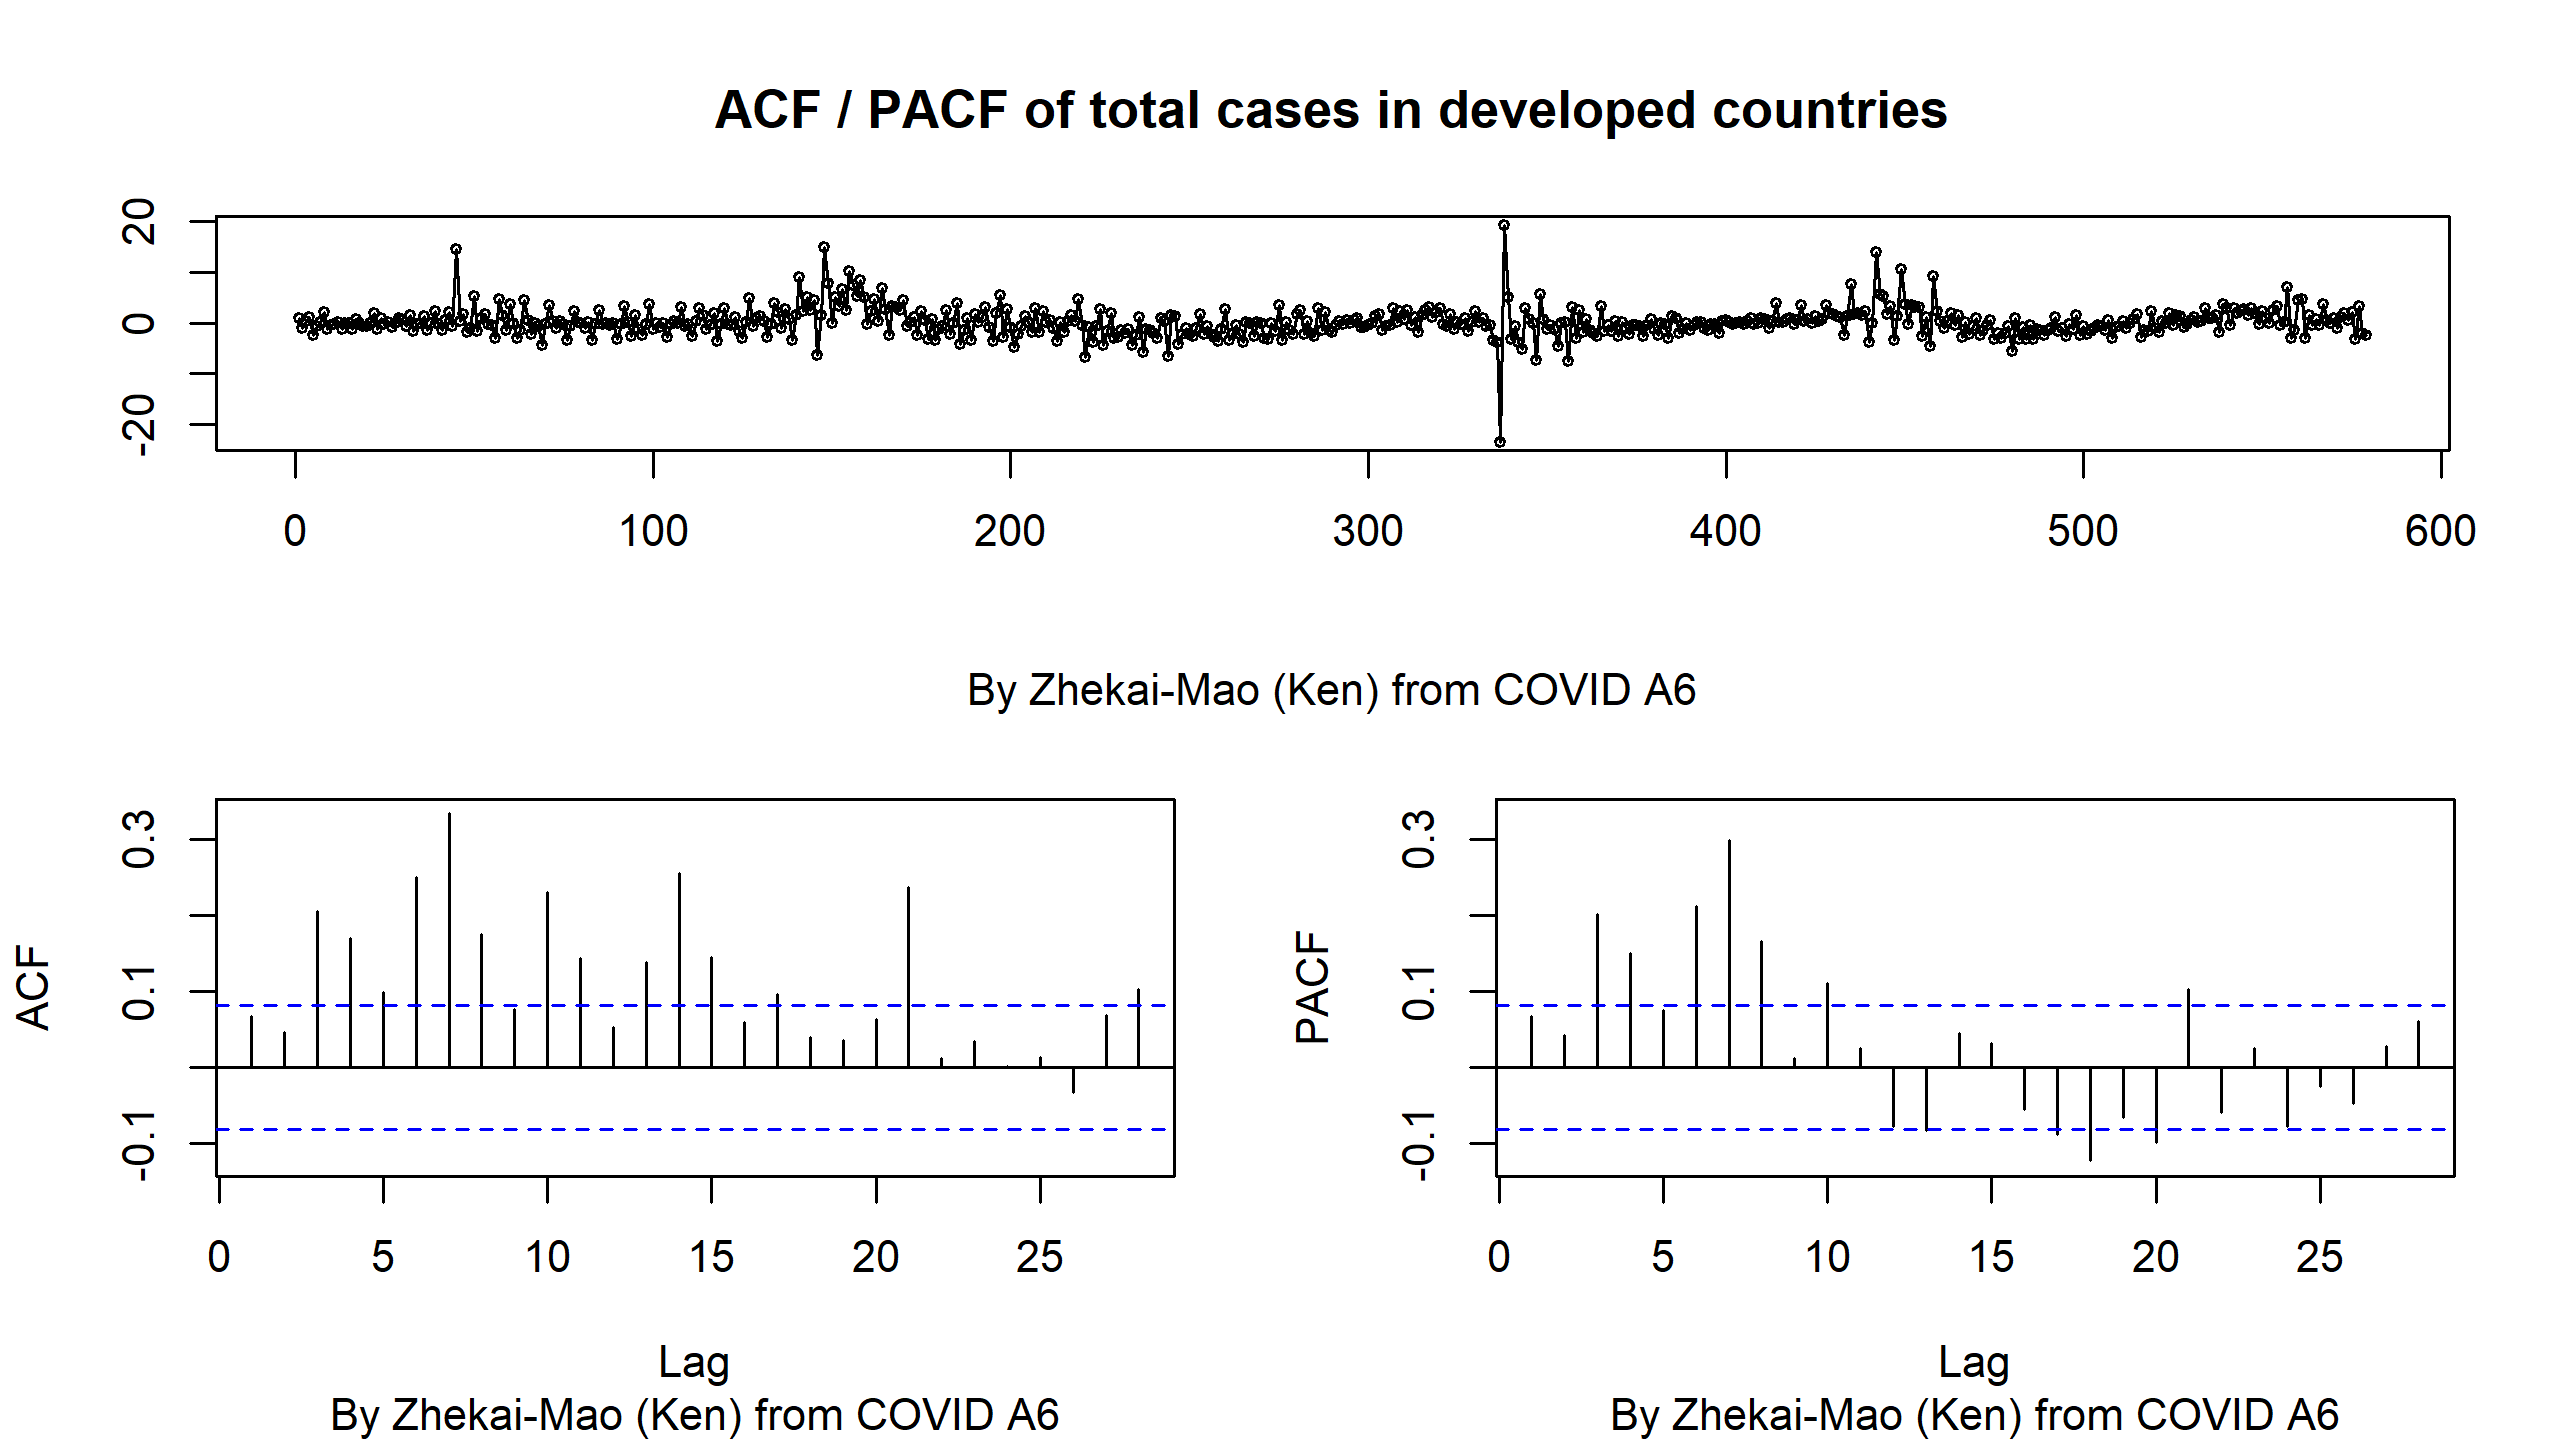 ACF / PACF of total cases in developed countries
20
0
-20
0 100 200 300 400 500 600
By Zhekai-Mao (Ken) from COVID A6
ACF
0.3
0.1
-0.1
0 5 10 15 20 25
Lag
By Zhekai-Mao (Ken) from COVID A6
PACF
0.3
0.1
-0.1
0 5 10 15 20 25
Lag
By Zhekai-Mao (Ken) from COVID A6